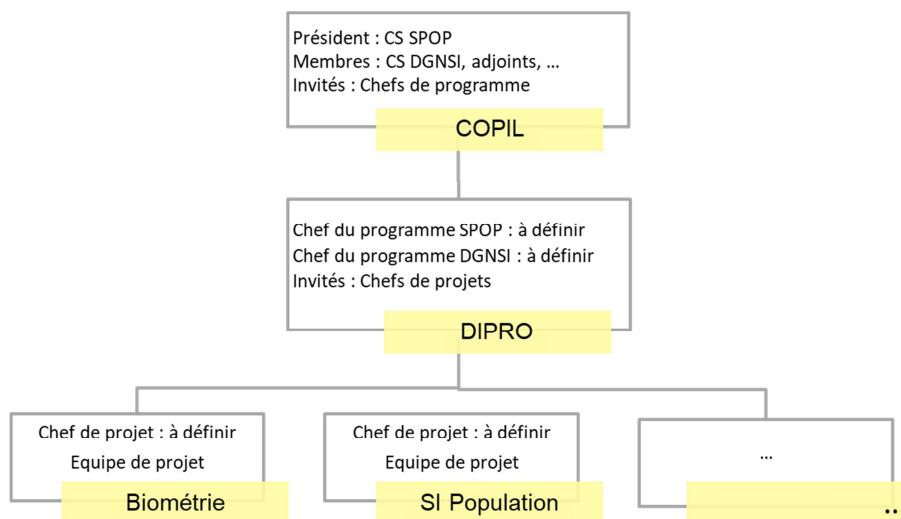 Président : CS SPOP
Membres : CS DGNSI, adjoints, ...
Invités : Chefs de programme
COPIL
Chef du programme SPOP : à définir
Chef du programme DGNSI : à définir
Invités : Chefs de projets
DIPRO
Chef de projet : à définir
Equipe de projet
Biométrie
Chef de projet : à définir
Equipe de projet
SI Population
...
..